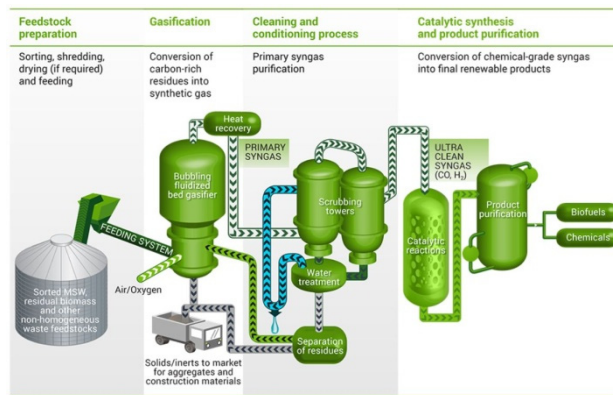 Feedstock
preparation
Sorting, shredding,
drying (if required)
and feeding
Gasification
Conversion of
carbon-rich
residues into
synthetic gas
Cleaning and
conditioning process
Primary syngas
purification
Catalytic synthesis
and product purification
Conversion of chemical-grade syngas
into final renewable products
Heat
recovery
PRIMARY
SYNGAS
ULTRA
CLEAN
SYNGAS
(CO, H₂)
Bubbling
fluidized
bed gasifier
Scrubbing
towers
Product
purification
Biofuels
Chemicals
FEEDING SYSTEM
Catalytic
reactions
Water
treatment
Air/Oxygen
Sorted MSW,
residual biomass
and other
non-homogeneous
waste feedstocks
Separation
of residues
Solids/inerts to market
for aggregates and
construction materials